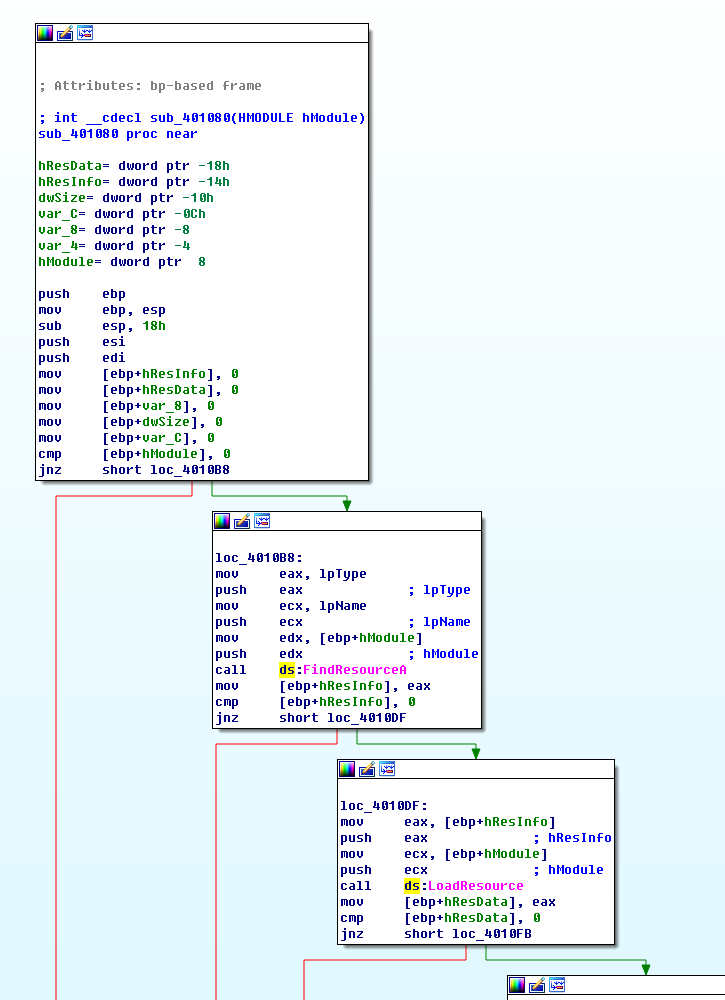 ; Attributes: bp-based frame
; int __cdecl sub_401080(HMODULE hModule)
sub_401080 proc near
hResData= dword ptr -18h
hResInfo= dword ptr -14h
dwSize= dword ptr -10h
var_C= dword ptr -0Ch
var_8= dword ptr -8
var_4= dword ptr -4
hModule= dword ptr  8
push    ebp
mov     ebp, esp
sub     esp, 18h
push    esi
push    edi
mov     [ebp+hResInfo], 0
mov     [ebp+hResData], 0
mov     [ebp+var_8], 0
mov     [ebp+dwSize], 0
mov     [ebp+var_C], 0
cmp     [ebp+hModule], 0
jnz     short loc_4010B8
loc_4010B8:
mov     eax, lpType
push    eax             ; lpType
mov     ecx, lpName
push    ecx             ; lpName
mov     edx, [ebp+hModule]
push    edx             ; hModule
call    ds:FindResourceA
mov     [ebp+hResInfo], eax
cmp     [ebp+hResInfo], 0
jnz     short loc_4010DF
loc_4010DF:
mov     eax, [ebp+hResInfo]
push    eax             ; hResInfo
mov     ecx, [ebp+hModule]
push    ecx             ; hModule
call    ds:LoadResource
mov     [ebp+hResData], eax
cmp     [ebp+hResData], 0
jnz     short loc_4010FB